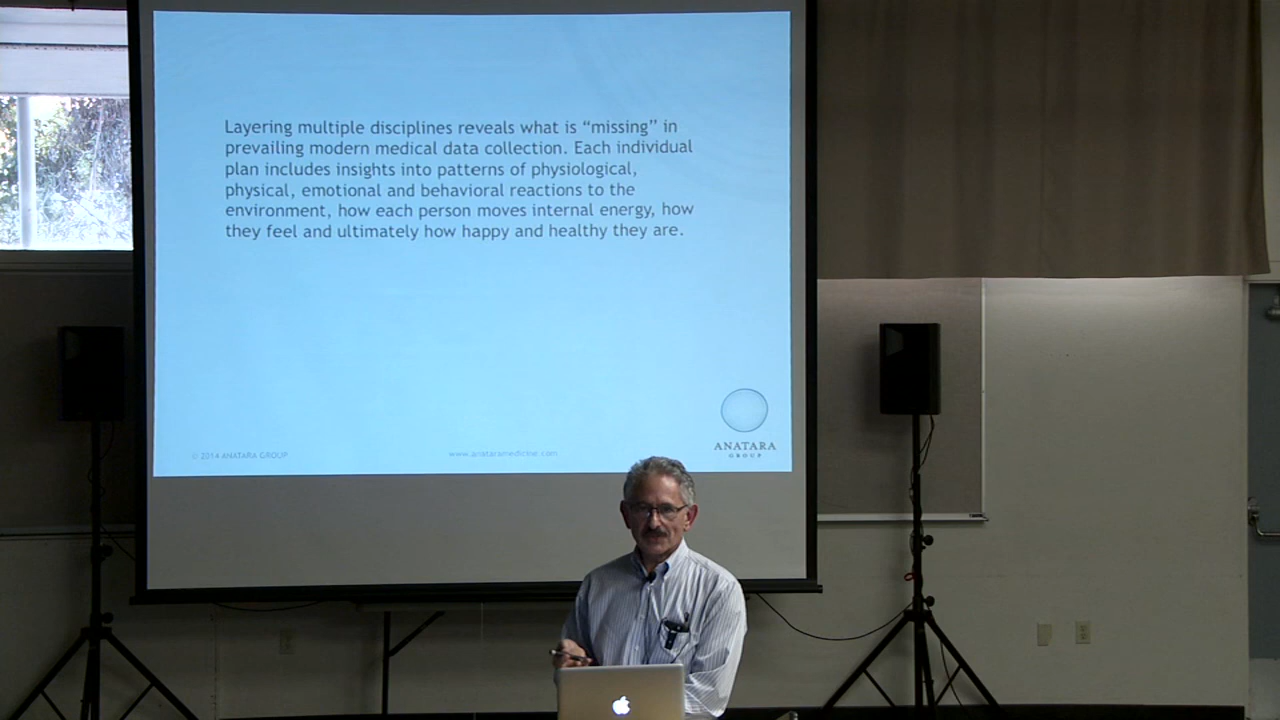 Layering multiple disciplines reveals what is “missing” in
prevailing modern medical data collection. Each individual
plan includes insights into patterns of physiological,
physical, emotional and behavioral reactions to the
environment, how each person moves internal energy, how
they feel and ultimately how happy and healthy they are.
ANATARA
GROUP
© 2014 ANATARA GROUP
www.anataramedicine.com